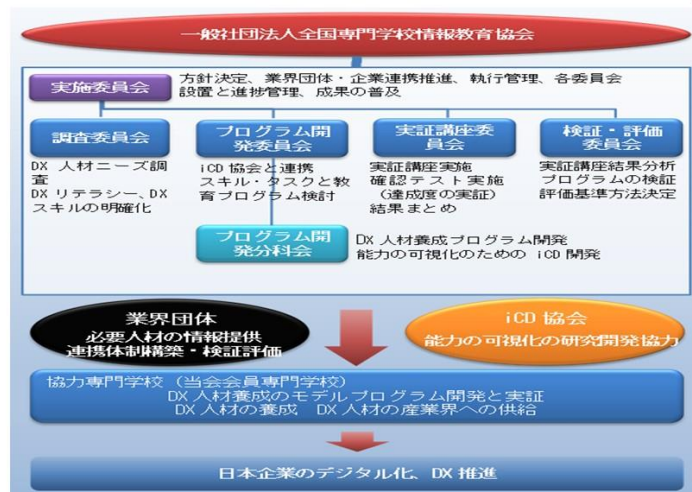 一般社団法人全国専門学校情報教育協会
実施委員会
方針決定、業界団体・企業連携推進、執行管理、各委員会
設置と進捗管理、成果の普及
調査委員会
DX 人材ニーズ調
査
DX リテラシー、DX
スキルの明確化
プログラム開
発委員会
iCD 協会と連携
スキル・タスクと教
育プログラム検討
実証講座委
員会
実証講座実施
確認テスト実施
（達成度の実証）
結果まとめ
検証・評価
委員会
実証講座結果分析
プログラムの検証
評価基準方法決定
プログラム開
発分科会
DX 人材養成プログラム開発
能力の可視化のための iCD 開発
業界団体
必要人材の情報提供
連携体制構築・検証評価
iCD 協会
能力の可視化の研究開発協力
協力専門学校（当会会員専門学校）
DX 人材養成のモデルプログラム開発と実証
DX 人材の養成 DX 人材の産業界への供給
日本企業のデジタル化、DX 推進